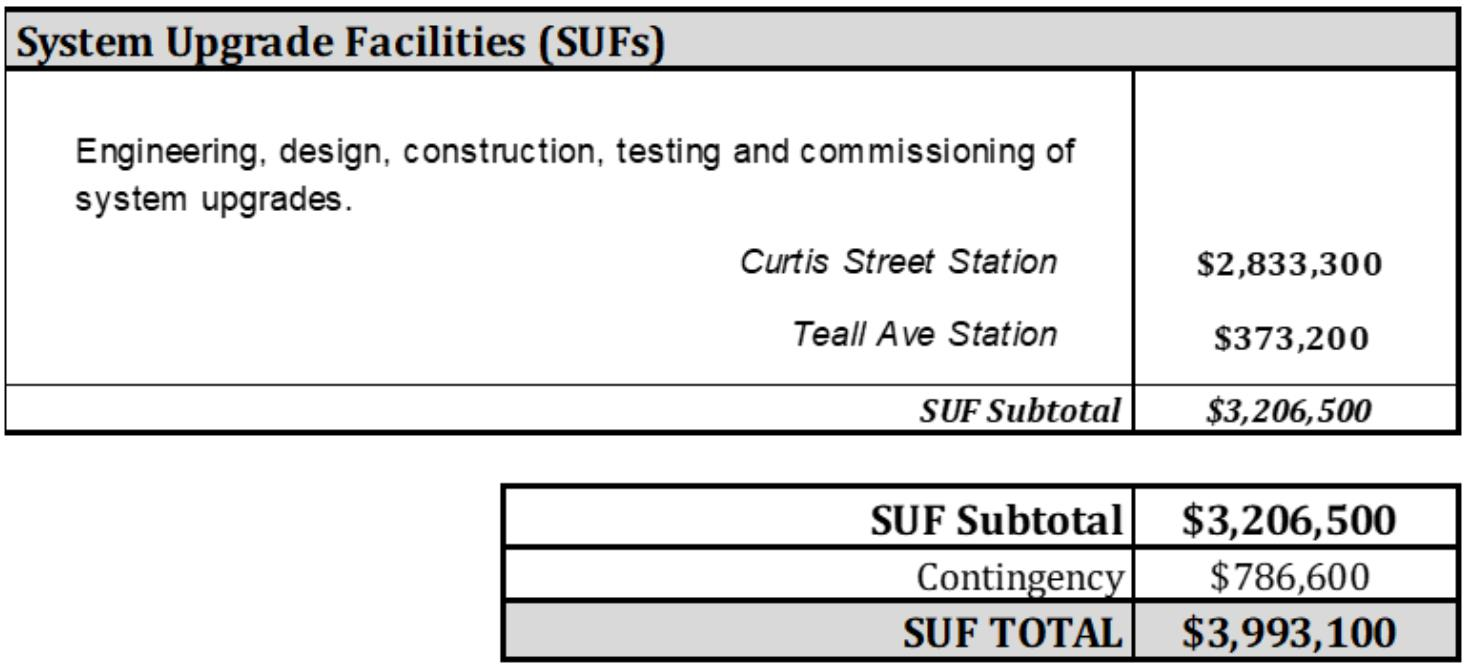 System Upgrade Facilities (SUFs)
Engineering, design, construction, testing and commissioning of
system upgrades.
Curtis Street Station $2,833,300
Teall Ave Station $373,200
SUF Subtotal $3,206,500
SUF Subtotal $3,206,500
Contingency $786,600
SUF TOTAL $3,993,100